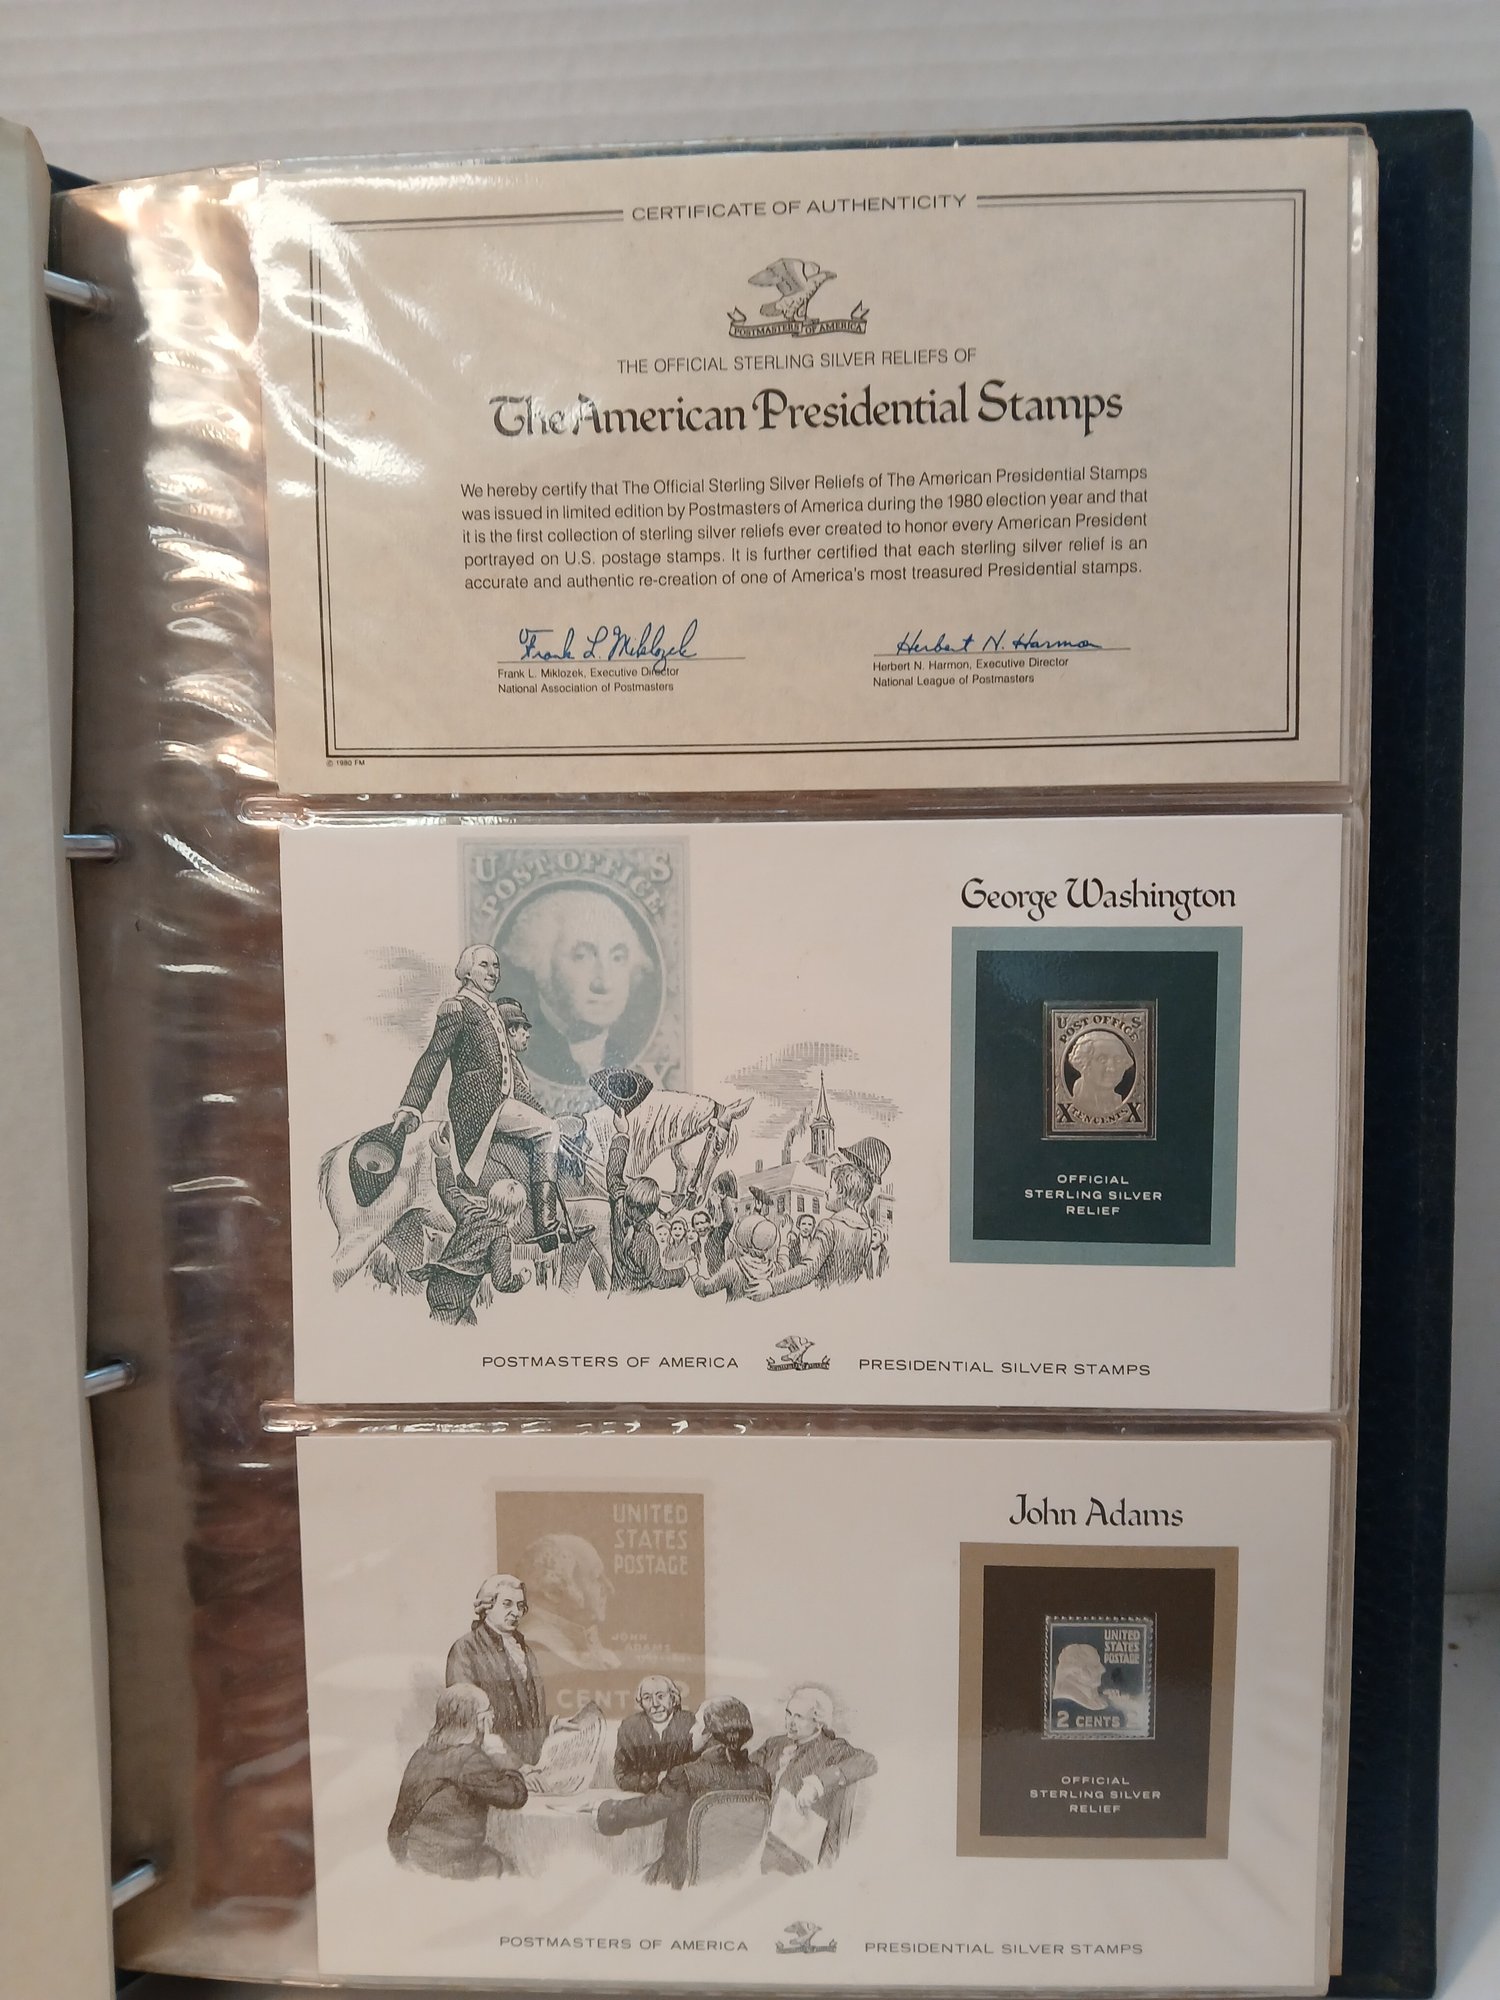 CERTIFICATE OF AUTHENTICITY
POSTMASTERS OF AMERICA
THE OFFICIAL STERLING SILVER RELIEFS OF
The American Presidential Stamps
We hereby certify that The Official Sterling Silver Reliefs of The American Presidential Stamps
was issued in limited edition by Postmasters of America during the 1980 election year and that
it is the first collection of sterling silver reliefs ever created to honor every American President
portrayed on U.S. postage stamps. It is further certified that each sterling silver relief is an
accurate and authentic re-creation of one of America's most treasured Presidential stamps.
Frank L. Miklozek
Herbert N. Harmon
Frank L. Miklozek, Executive Director
National Association of Postmasters
Herbert N. Harmon, Executive Director
National League of Postmasters
© 1980 FM
U S
POST OFFICE
George Washington
U S
POST OFFICE
X TEN CENTS X
OFFICIAL
STERLING SILVER
RELIEF
POSTMASTERS OF AMERICA
PRESIDENTIAL SILVER STAMPS
UNITED
STATES
POSTAGE
JOHN
ADAMS
CENT 2
John Adams
UNITED
STATES
POSTAGE
2 CENTS 2
OFFICIAL
STERLING SILVER
RELIEF
POSTMASTERS OF AMERICA
PRESIDENTIAL SILVER STAMPS